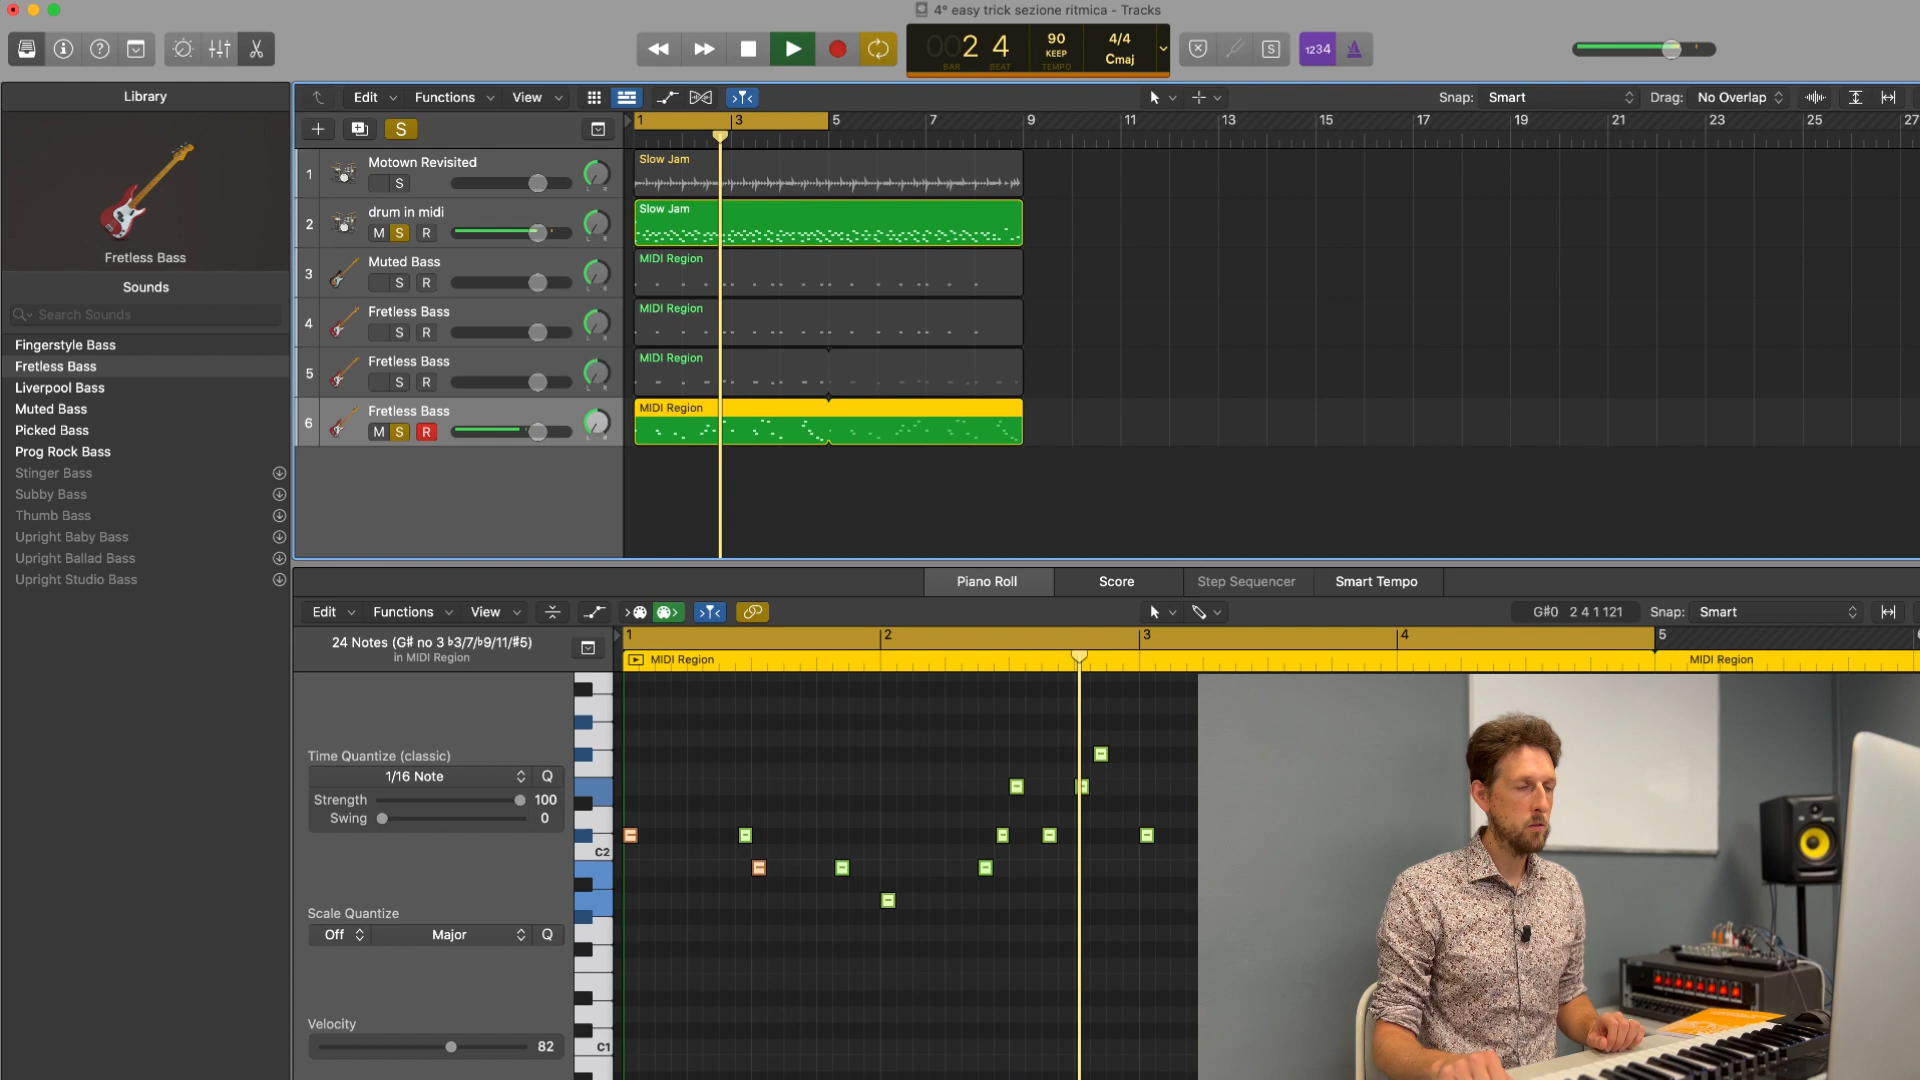 4° easy trick sezione ritmica - Tracks
002 4
BAR BEAT
90
KEEP
TEMPO
4/4
Cmaj
S
1234
Library
Fretless Bass
Sounds
Search Sounds
Fingerstyle Bass
Fretless Bass
Liverpool Bass
Muted Bass
Picked Bass
Prog Rock Bass
Stinger Bass
Subby Bass
Thumb Bass
Upright Baby Bass
Upright Ballad Bass
Upright Studio Bass
Edit Functions View
Snap: Smart Drag: No Overlap
S
1 3 5 7 9 11 13 15 17 19 21 23 25 27
1 Motown Revisited
S
L R
Slow Jam
2 drum in midi
M S R
L R
Slow Jam
3 Muted Bass
S R
L R
MIDI Region
4 Fretless Bass
S R
L R
MIDI Region
5 Fretless Bass
S R
L R
MIDI Region
6 Fretless Bass
M S R
L R
MIDI Region
Piano Roll Score Step Sequencer Smart Tempo
Edit Functions View
G#0 2 4 1 121 Snap: Smart
24 Notes (G# no 3 ♭3/7/♭9/11/#5)
in MIDI Region
1 2 3 4 5
MIDI Region MIDI Region
Time Quantize (classic)
1/16 Note Q
Strength 100
Swing 0
C2
Scale Quantize
Off Major Q
Velocity
82
C1